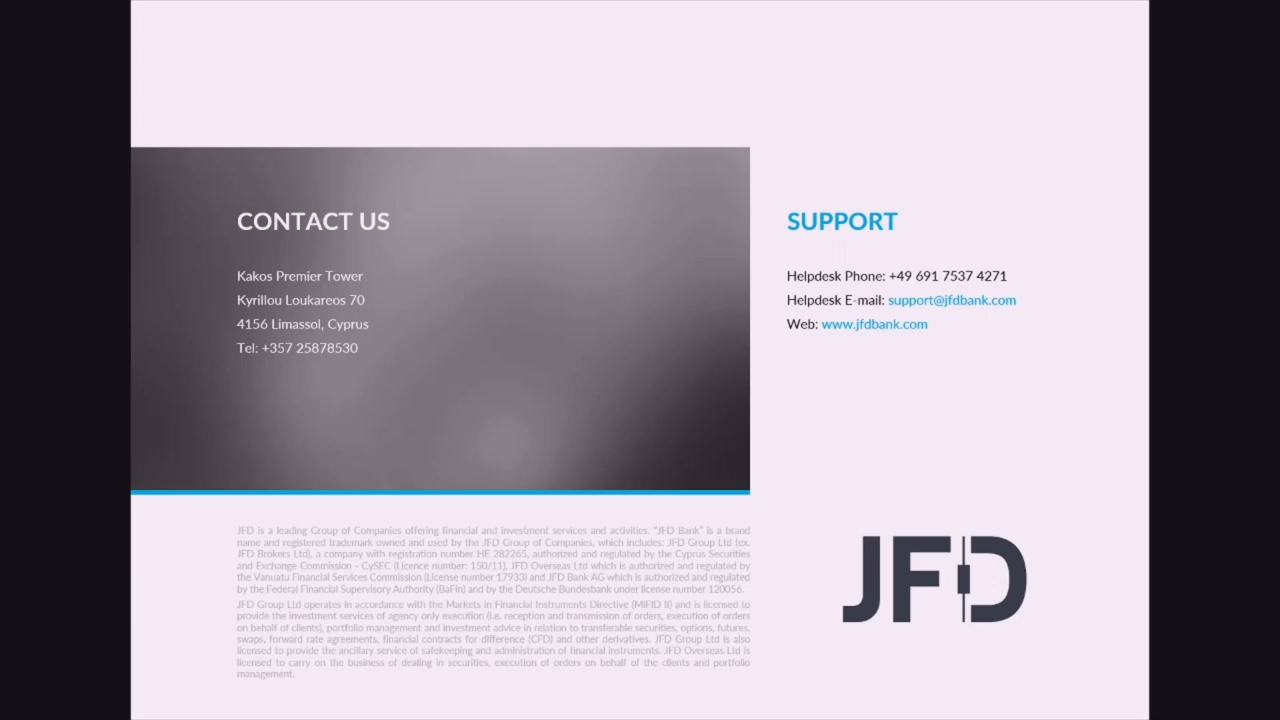 CONTACT US
Kakos Premier Tower
Kyrillou Loukareos 70
4156 Limassol, Cyprus
Tel: +357 25878530
SUPPORT
Helpdesk Phone: +49 691 7537 4271
Helpdesk E-mail: support@jfdbank.com
Web: www.jfdbank.com
JFD is a leading Group of Companies offering financial and investment services and activities. "JFD Bank" is a brand
name and registered trademark owned and used by the JFD Group of Companies, which includes: JFD Group Ltd (ex.
JFD Brokers Ltd), a company with registration number HE 282265, authorized and regulated by the Cyprus Securities
and Exchange Commission - CySEC (Licence number: 150/11), JFD Overseas Ltd which is authorized and regulated by
the Vanuatu Financial Services Commission (License number 17933) and JFD Bank AG which is authorized and regulated
by the Federal Financial Supervisory Authority (BaFin) and by the Deutsche Bundesbank under license number 120056.
JFD Group Ltd operates in accordance with the Markets in Financial Instruments Directive (MiFID II) and is licensed to
provide the investment services of agency only execution (i.e. reception and transmission of orders, execution of orders
on behalf of clients), portfolio management and investment advice in relation to transferable securities, options, futures,
swaps, forward rate agreements, financial contracts for difference (CFD) and other derivatives. JFD Group Ltd is also
licensed to provide the ancillary service of safekeeping and administration of financial instruments. JFD Overseas Ltd is
licensed to carry on the business of dealing in securities, execution of orders on behalf of the clients and portfolio
management.
JFD